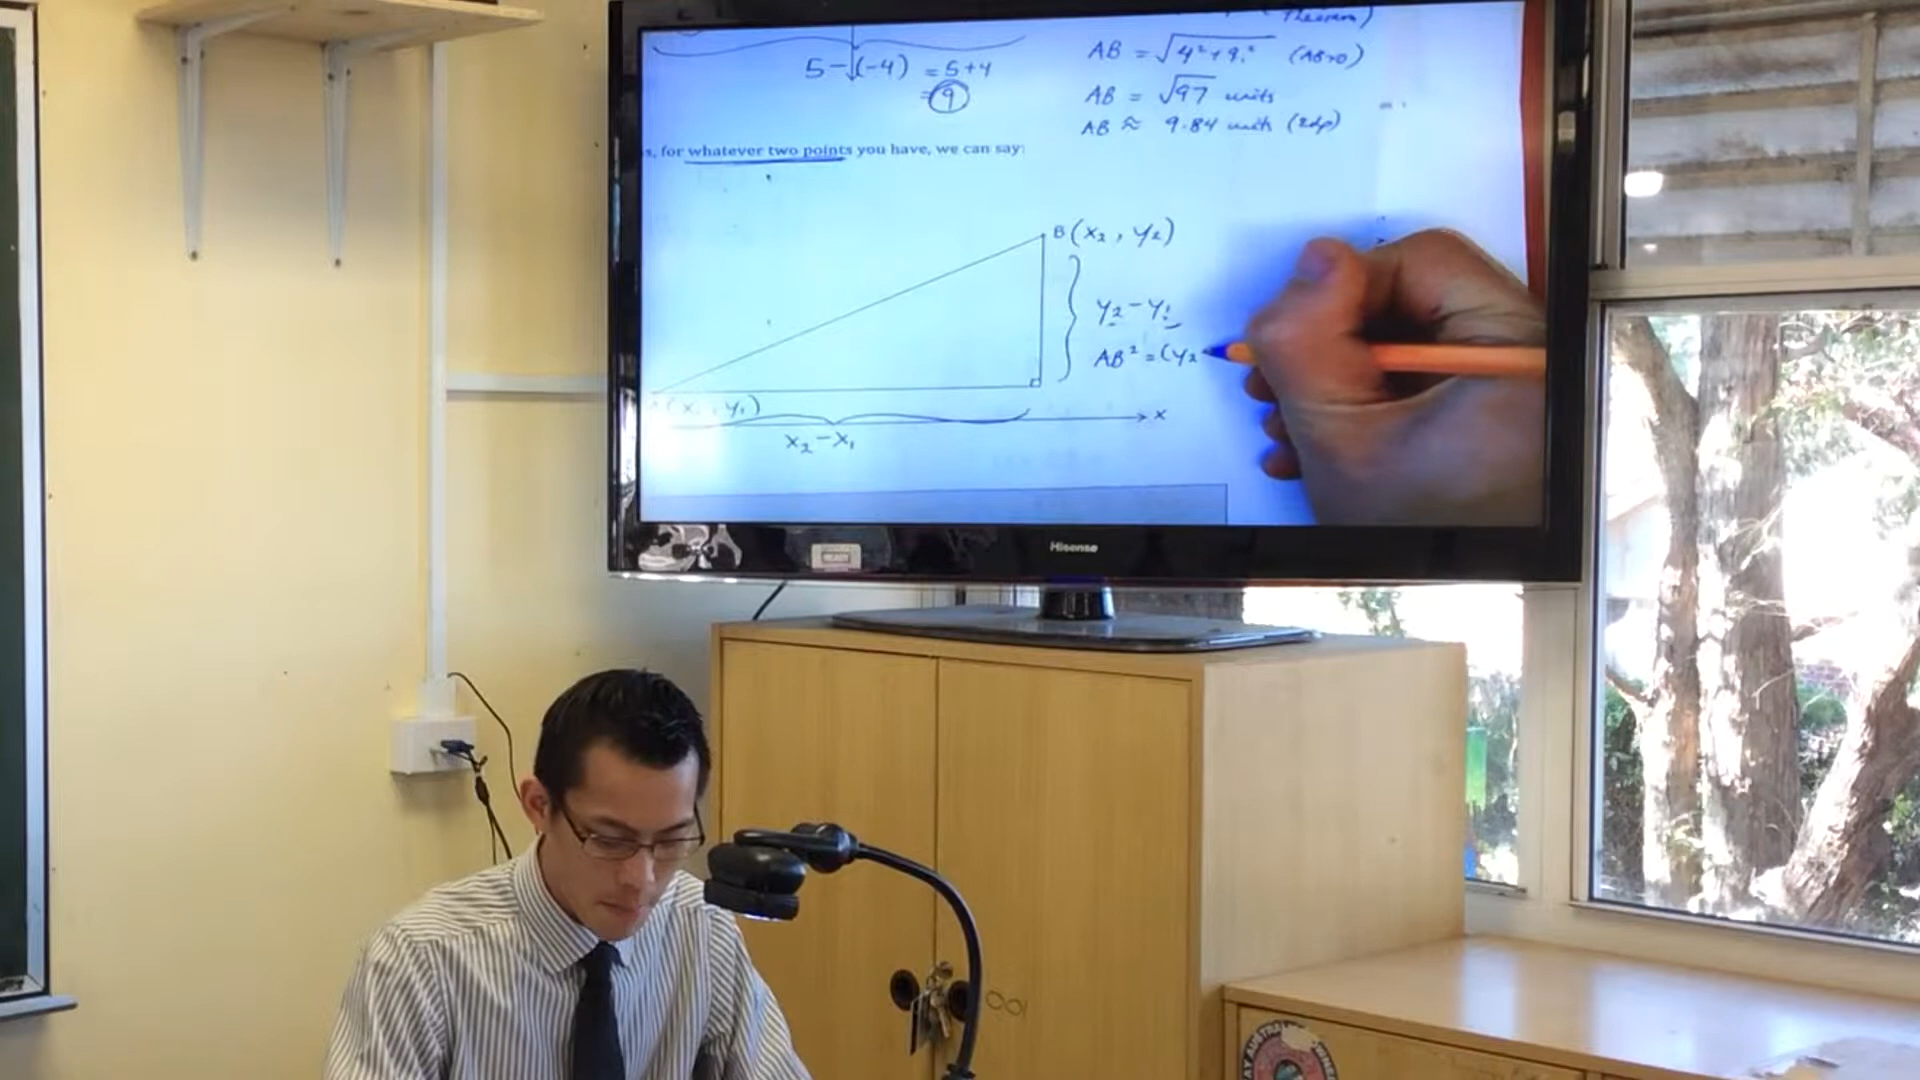 Theorem)
5-(-4) = 5+4
= 9
AB = √4²+9² (AB>0)
AB = √97 units
AB ≈ 9.84 units (2dp)
s, for whatever two points you have, we can say:
B(x₂, y₂)
y₂-y₁
AB² = (y₂
(x₁, y₁)
x
x₂-x₁
Hisense